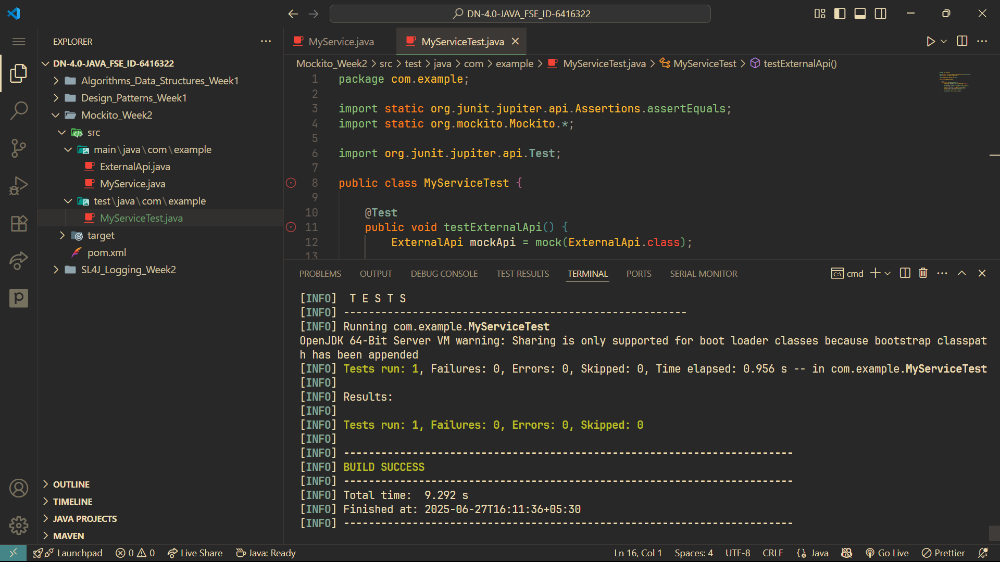 DN-4.0-JAVA_FSE_ID-6416322
EXPLORER
DN-4.0-JAVA_FSE_ID-6416322
Algorithms_Data_Structures_Week1
Design_Patterns_Week1
Mockito_Week2
src
main\java\com\example
ExternalApi.java
MyService.java
test\java\com\example
MyServiceTest.java
target
pom.xml
SL4J_Logging_Week2
OUTLINE
TIMELINE
JAVA PROJECTS
MAVEN
MyService.java
MyServiceTest.java
Mockito_Week2 > src > test > java > com > example > MyServiceTest.java > MyServiceTest > testExternalApi()
1 package com.example;
2
3 import static org.junit.jupiter.api.Assertions.assertEquals;
4 import static org.mockito.Mockito.*;
5
6 import org.junit.jupiter.api.Test;
7
8 public class MyServiceTest {
9
10 @Test
11 public void testExternalApi() {
12 ExternalApi mockApi = mock(ExternalApi.class);
13
PROBLEMS OUTPUT DEBUG CONSOLE TEST RESULTS TERMINAL PORTS SERIAL MONITOR
cmd
[INFO] T E S T S
[INFO] -------------------------------------------------------
[INFO] Running com.example.MyServiceTest
OpenJDK 64-Bit Server VM warning: Sharing is only supported for boot loader classes because bootstrap classpat
h has been appended
[INFO] Tests run: 1, Failures: 0, Errors: 0, Skipped: 0, Time elapsed: 0.956 s -- in com.example.MyServiceTest
[INFO]
[INFO] Results:
[INFO]
[INFO] Tests run: 1, Failures: 0, Errors: 0, Skipped: 0
[INFO]
[INFO] ------------------------------------------------------------------------
[INFO] BUILD SUCCESS
[INFO] ------------------------------------------------------------------------
[INFO] Total time:  9.292 s
[INFO] Finished at: 2025-06-27T16:11:36+05:30
[INFO] ------------------------------------------------------------------------
Launchpad 0 0 Live Share Java: Ready Ln 16, Col 1 Spaces: 4 UTF-8 CRLF Java Go Live Prettier